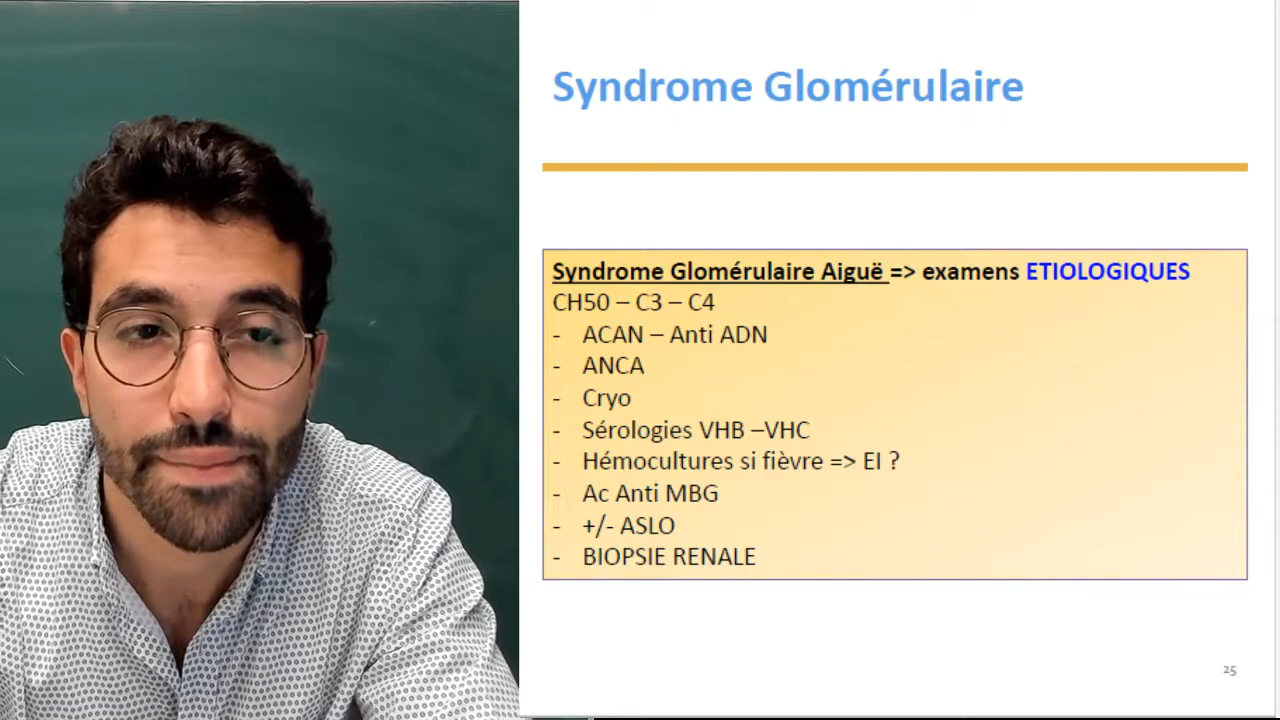 Syndrome Glomérulaire
Syndrome Glomérulaire Aiguë => examens ETIOLOGIQUES
CH50 – C3 – C4
- ACAN – Anti ADN
- ANCA
- Cryo
- Sérologies VHB –VHC
- Hémocultures si fièvre => EI ?
- Ac Anti MBG
- +/- ASLO
- BIOPSIE RENALE
25